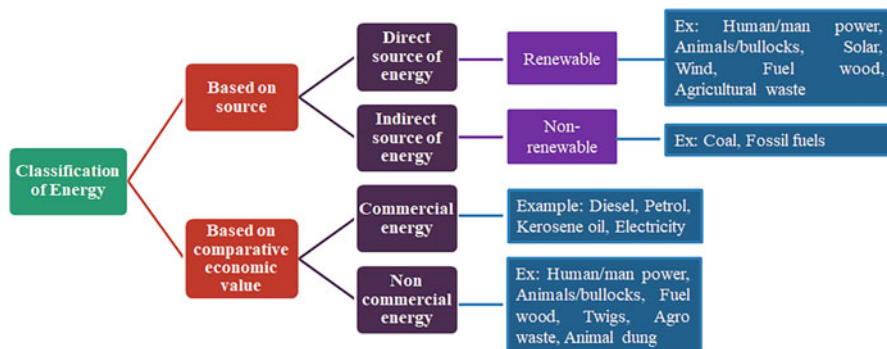 Classification
of Energy
Based on
source
Direct
source of
energy
Renewable
Ex: Human/man power,
Animals/bullocks, Solar,
Wind, Fuel wood,
Agricultural waste
Indirect
source of
energy
Non-
renewable
Ex: Coal, Fossil fuels
Based on
comparative
economic
value
Commercial
energy
Example: Diesel, Petrol,
Kerosene oil, Electricity
Non
commercial
energy
Ex: Human/man power,
Animals/bullocks, Fuel
wood, Twigs, Agro
waste, Animal dung